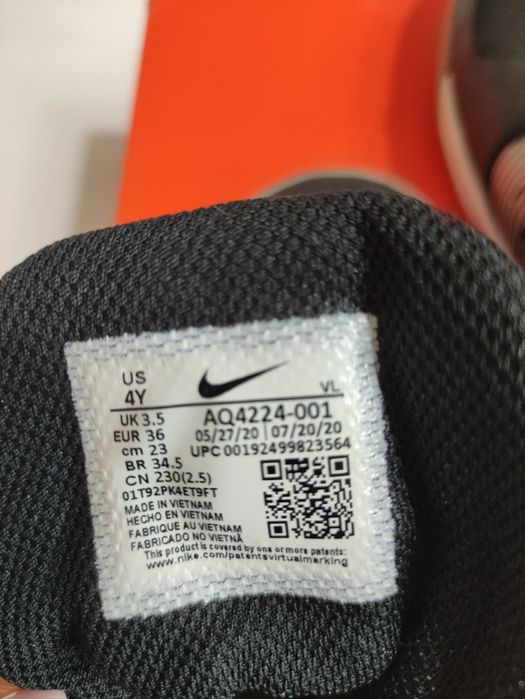 US
4Y
VL
UK 3.5
AQ4224-001
EUR 36
05/27/20 | 07/20/20
cm 23
UPC 00192499823564
BR 34.5
CN 230(2.5)
01T92PK4ET9FT
MADE IN VIETNAM
HECHO EN VIETNAM
FABRIQUE AU VIETNAM
FABRICADO NO VIETNÃ
This product is covered by one or more patents:
www.nike.com/patentsvirtualmarking